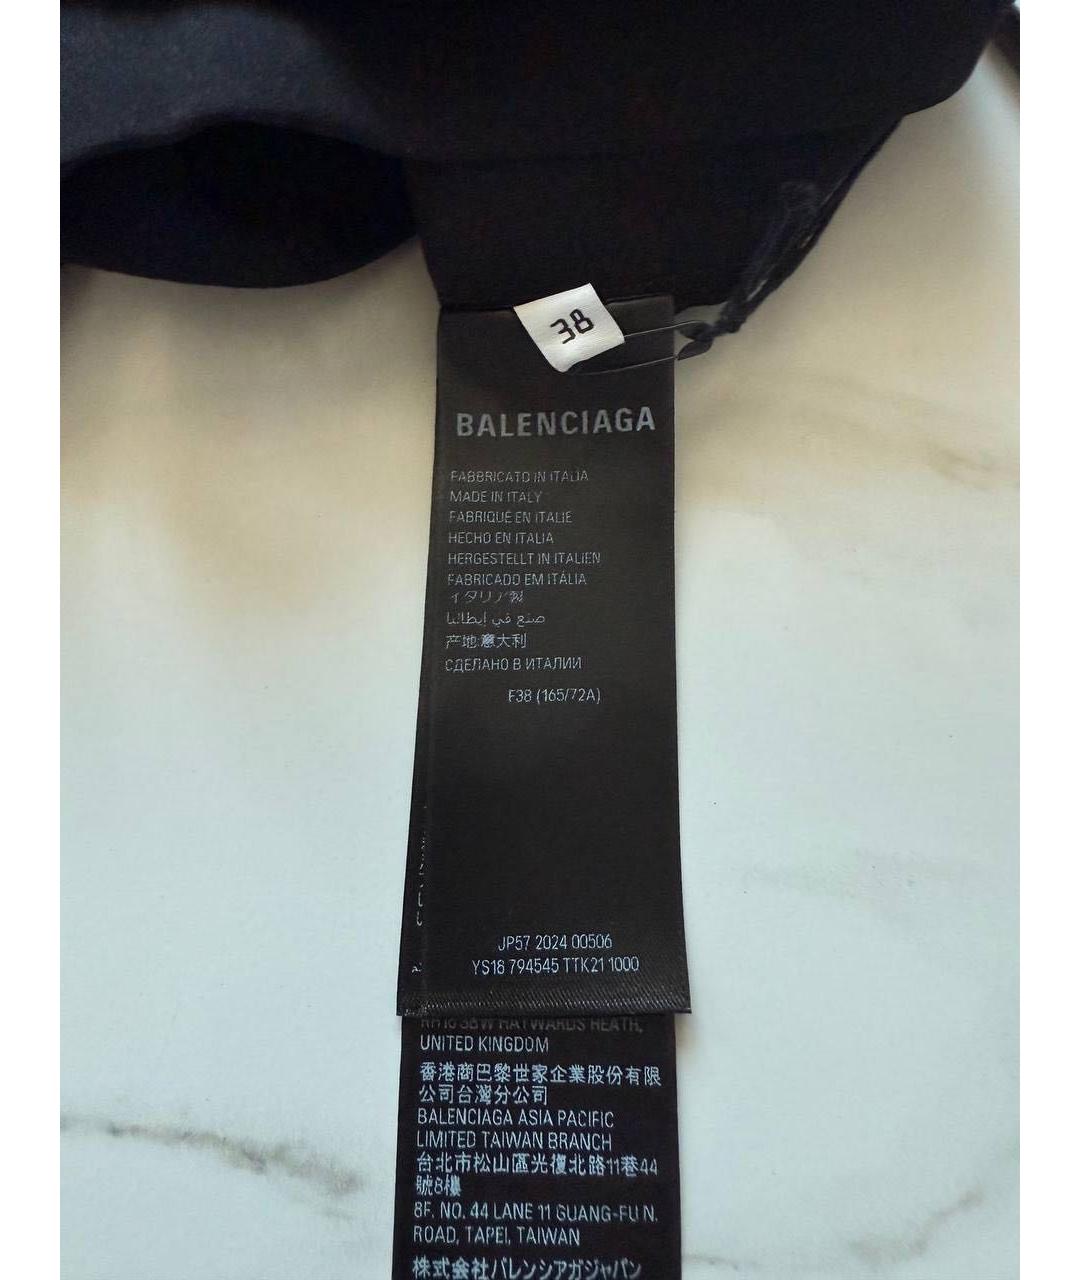 38
BALENCIAGA
FABBRICATO IN ITALIA
MADE IN ITALY
FABRIQUÉ EN ITALIE
HECHO EN ITALIA
HERGESTELLT IN ITALIEN
FABRICADO EM ITÁLIA
イタリア製
صنع في إيطاليا
产地:意大利
СДЕЛАНО В ИТАЛИИ
F38 (165/72A)
JP57 2024 00506
YS18 794545 TTK21 1000
RH16 3BW HAYWARDS HEATH,
UNITED KINGDOM
香港商巴黎世家企業股份有限
公司台灣分公司
BALENCIAGA ASIA PACIFIC
LIMITED TAIWAN BRANCH
台北市松山區光復北路11巷44
號8樓
8F. NO. 44 LANE 11 GUANG-FU N.
ROAD, TAPEI, TAIWAN
株式会社バレンシアガジャパン